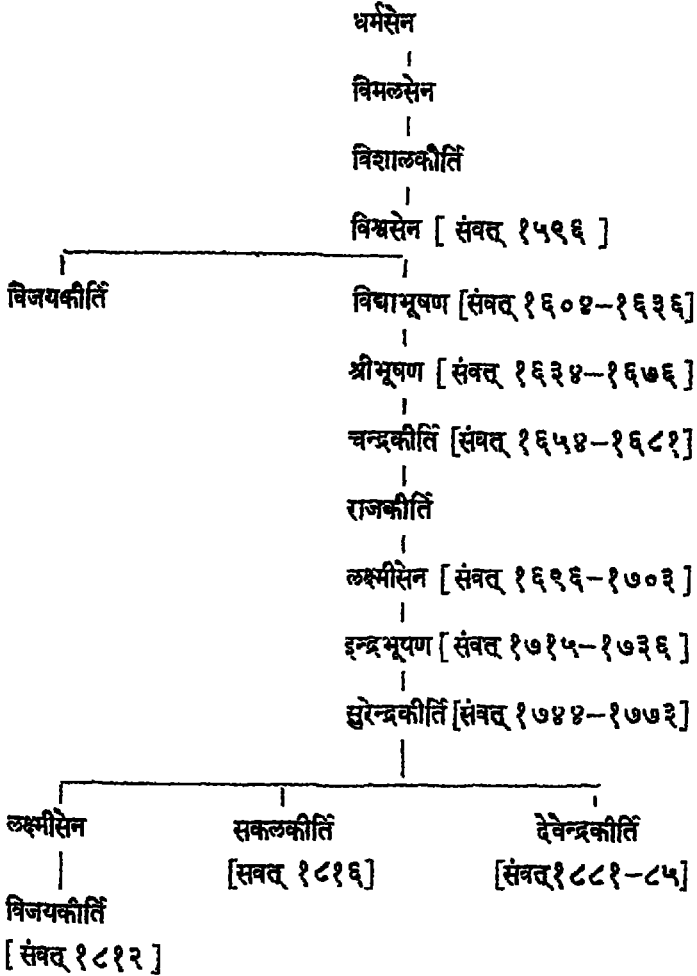 धर्मसेन
विमलसेन
विशालकीर्ति
विश्वसेन [ संवत् १५९६ ]
विजयकीर्ति विद्याभूषण [संवत् १६०४–१६३६]
श्रीभूषण [ संवत् १६३४–१६७६ ]
चन्द्रकीर्ति [संवत् १६५४–१६८१]
राजकीर्ति
लक्ष्मीसेन [ संवत् १६९६–१७०३ ]
इन्द्रभूषण [ संवत् १७१५–१७३६ ]
सुरेन्द्रकीर्ति [संवत् १७४४–१७७३]
लक्ष्मीसेन सकलकीर्ति देवेन्द्रकीर्ति
[सवत् १८१६] [संवत् १८८१–८५]
विजयकीर्ति
[ संवत् १८१२ ]